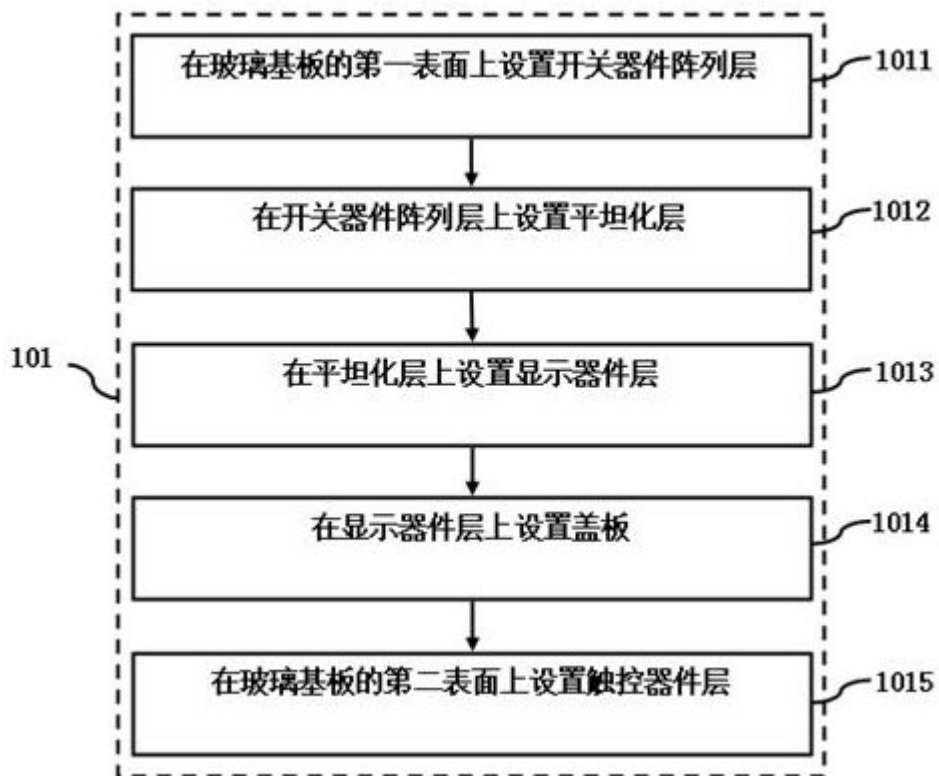 在玻璃基板的第一表面上设置开关器件阵列层
1011
在开关器件阵列层上设置平坦化层
1012
101
在平坦化层上设置显示器件层
1013
在显示器件层上设置盖板
1014
在玻璃基板的第二表面上设置触控器件层
1015